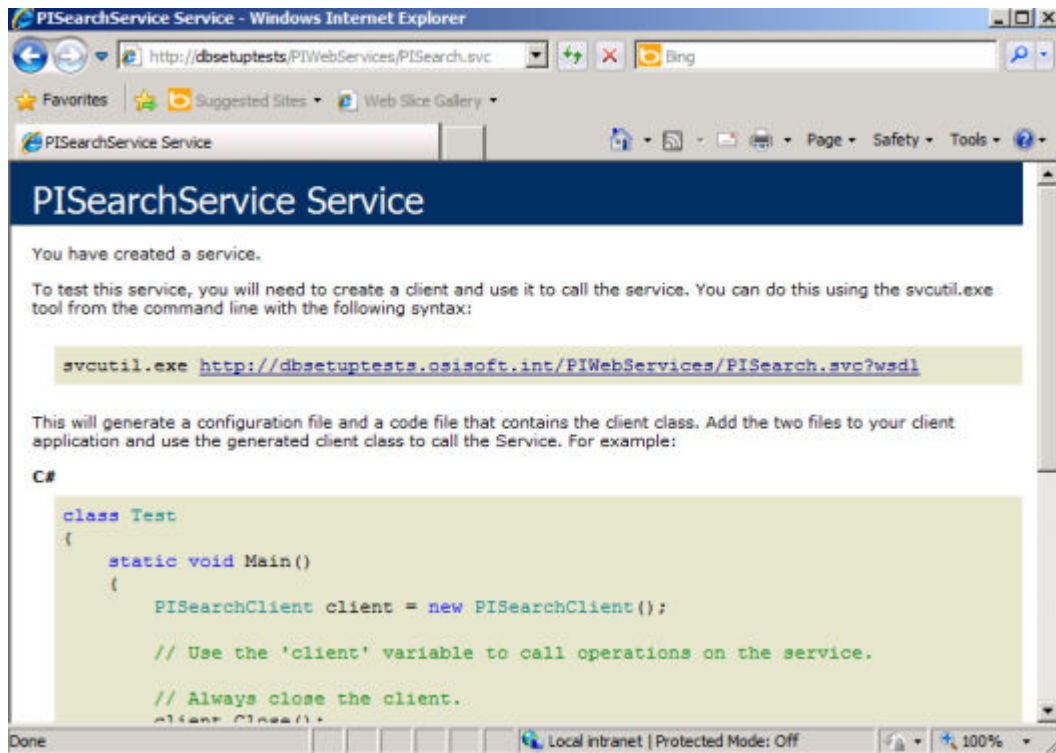 PISearchService Service - Windows Internet Explorer
http://dbsetuptests/PIWebServices/PISearch.svc
Bing
Favorites
Suggested Sites
Web Slice Gallery
PISearchService Service
Page
Safety
Tools
PISearchService Service
You have created a service.
To test this service, you will need to create a client and use it to call the service. You can do this using the svcutil.exe
tool from the command line with the following syntax:
svcutil.exe http://dbsetuptests.osisoft.int/PIWebServices/PISearch.svc?wsdl
This will generate a configuration file and a code file that contains the client class. Add the two files to your client
application and use the generated client class to call the Service. For example:
C#
class Test
{
static void Main()
{
PISearchClient client = new PISearchClient();
// Use the 'client' variable to call operations on the service.
// Always close the client.
client.Close();
Done
Local intranet | Protected Mode: Off
100%